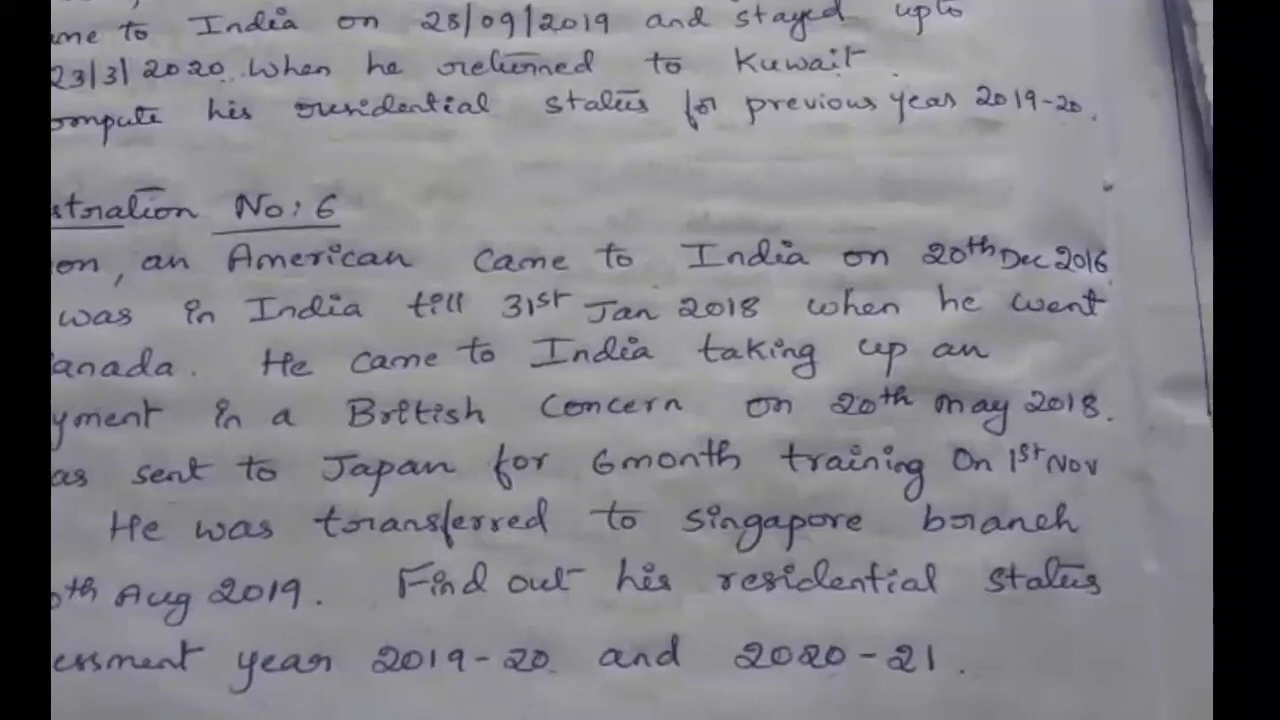 me to India on 28/09/2019 and stayed upto
23/3/2020. When he returned to Kuwait.
ompute his residential status for previous year 2019-20.
stration No: 6
on, an American came to India on 20th Dec 2016
was in India till 31st Jan 2018 when he went
anada. He came to India taking up an
yment in a British Concern on 20th may 2018.
as sent to Japan for 6month training On 1st Nov
He was transferred to singapore branch
th Aug 2019. Find out his residential status
essment year 2019-20 and 2020-21.